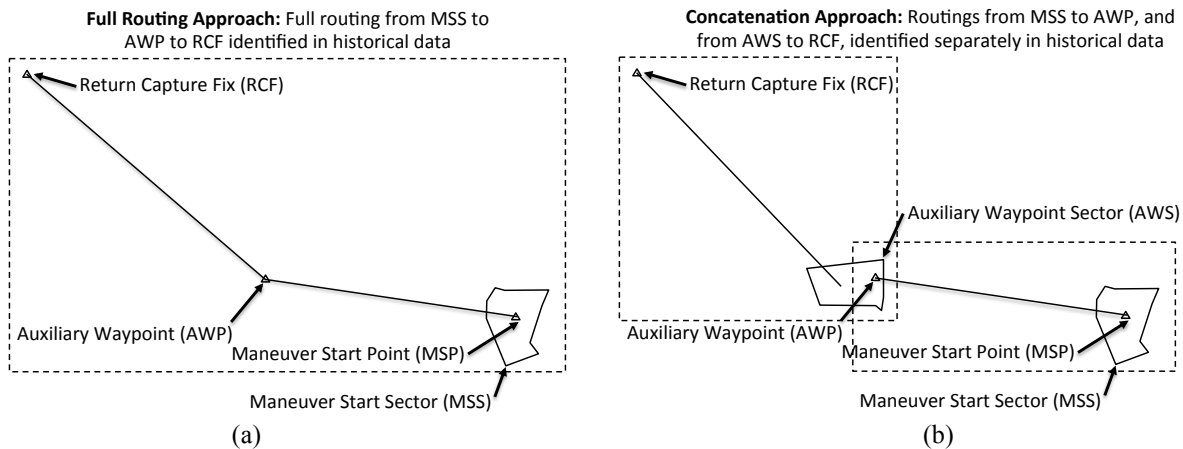 Full Routing Approach: Full routing from MSS to
AWP to RCF identified in historical data
Return Capture Fix (RCF)
Auxiliary Waypoint (AWP)
Maneuver Start Point (MSP)
Maneuver Start Sector (MSS)
(a)
Concatenation Approach: Routings from MSS to AWP, and
from AWS to RCF, identified separately in historical data
Return Capture Fix (RCF)
Auxiliary Waypoint Sector (AWS)
Auxiliary Waypoint (AWP)
Maneuver Start Point (MSP)
Maneuver Start Sector (MSS)
(b)